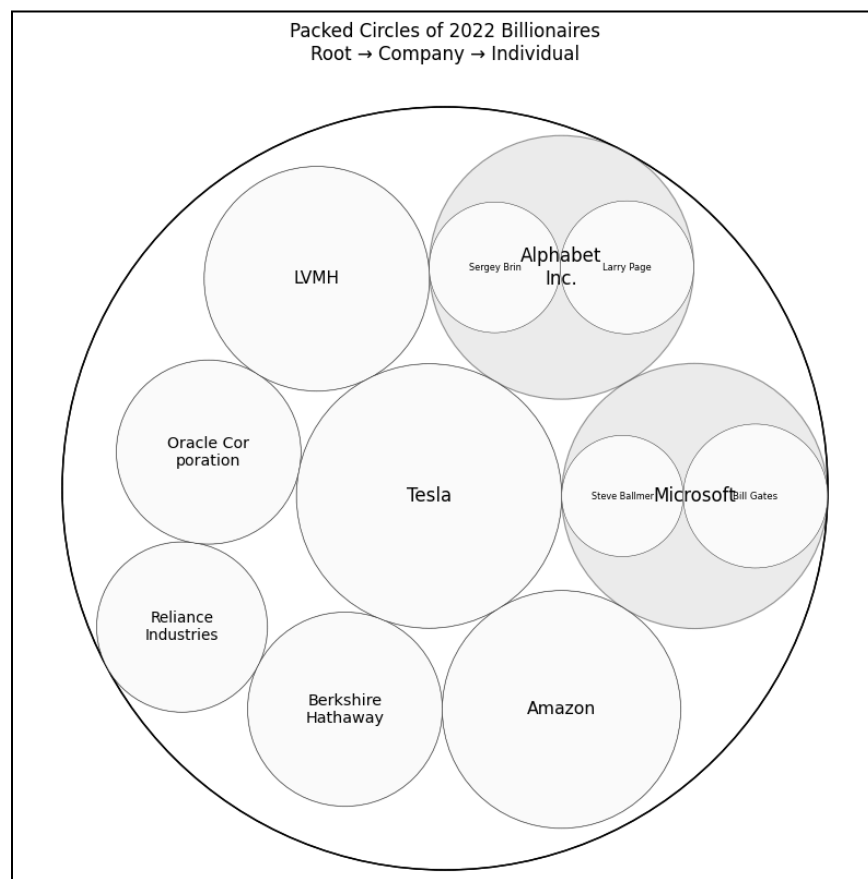 Packed Circles of 2022 Billionaires
Root → Company → Individual
LVMH
Sergey Brin
Alphabet
Inc.
Larry Page
Oracle Cor
poration
Tesla
Steve Ballmer
Microsoft
Bill Gates
Reliance
Industries
Berkshire
Hathaway
Amazon